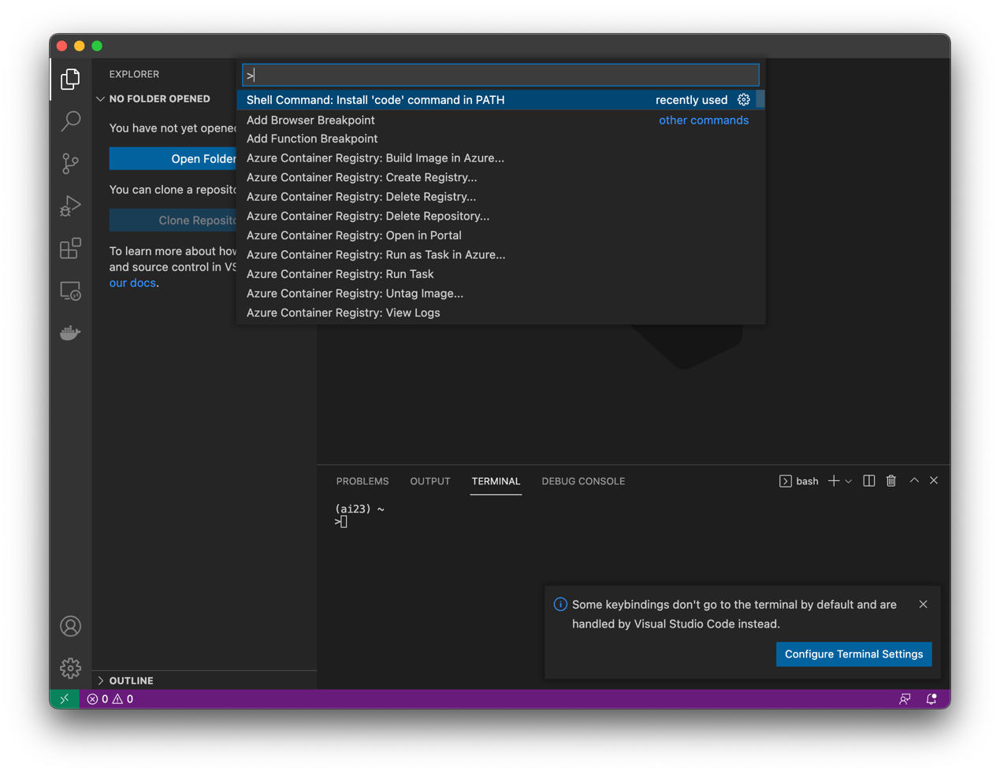 EXPLORER
NO FOLDER OPENED
You have not yet opene
Open Folder
You can clone a reposito
Clone Reposito
To learn more about how
and source control in VS
our docs.
>
Shell Command: Install 'code' command in PATH recently used
Add Browser Breakpoint other commands
Add Function Breakpoint
Azure Container Registry: Build Image in Azure...
Azure Container Registry: Create Registry...
Azure Container Registry: Delete Registry...
Azure Container Registry: Delete Repository...
Azure Container Registry: Open in Portal
Azure Container Registry: Run as Task in Azure...
Azure Container Registry: Run Task
Azure Container Registry: Untag Image...
Azure Container Registry: View Logs
PROBLEMS OUTPUT TERMINAL DEBUG CONSOLE bash
(ai23) ~
>
Some keybindings don't go to the terminal by default and are
handled by Visual Studio Code instead.
Configure Terminal Settings
OUTLINE
0 0